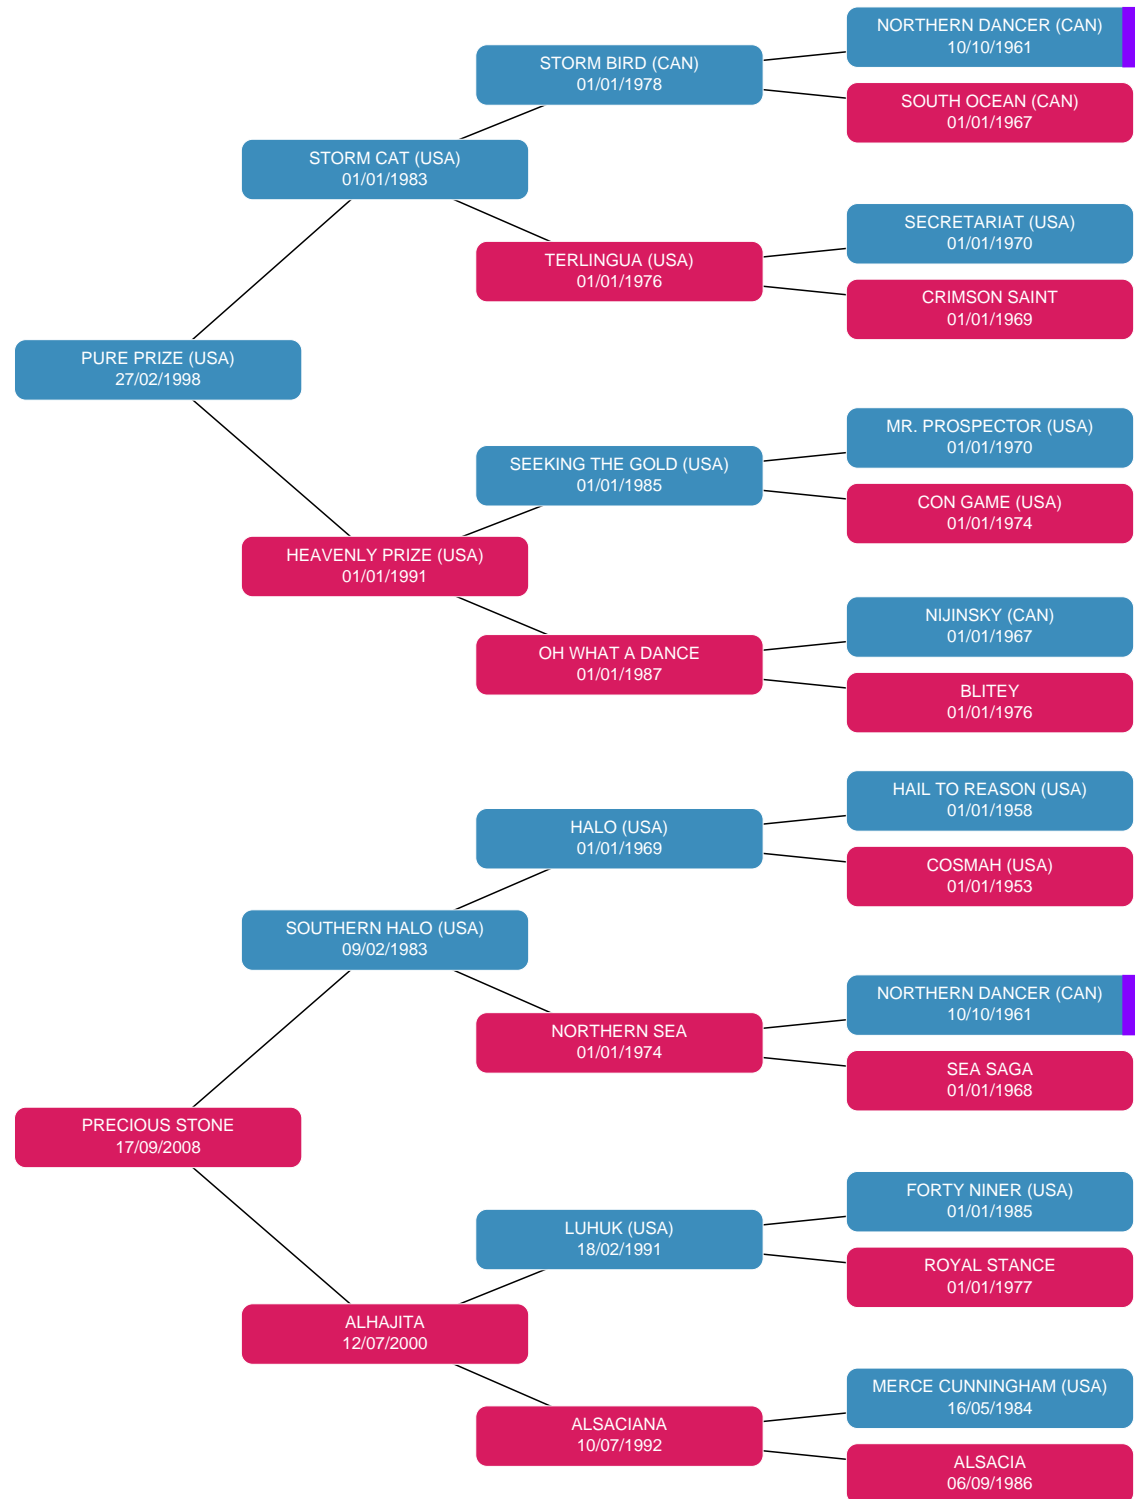 NORTHERN DANCER (CAN)
10/10/1961
STORM BIRD (CAN)
01/01/1978
SOUTH OCEAN (CAN)
01/01/1967
STORM CAT (USA)
01/01/1983
SECRETARIAT (USA)
01/01/1970
TERLINGUA (USA)
01/01/1976
CRIMSON SAINT
01/01/1969
PURE PRIZE (USA)
27/02/1998
MR. PROSPECTOR (USA)
01/01/1970
SEEKING THE GOLD (USA)
01/01/1985
CON GAME (USA)
01/01/1974
HEAVENLY PRIZE (USA)
01/01/1991
NIJINSKY (CAN)
01/01/1967
OH WHAT A DANCE
01/01/1987
BLITEY
01/01/1976
HAIL TO REASON (USA)
01/01/1958
HALO (USA)
01/01/1969
COSMAH (USA)
01/01/1953
SOUTHERN HALO (USA)
09/02/1983
NORTHERN DANCER (CAN)
10/10/1961
NORTHERN SEA
01/01/1974
SEA SAGA
01/01/1968
PRECIOUS STONE
17/09/2008
FORTY NINER (USA)
01/01/1985
LUHUK (USA)
18/02/1991
ROYAL STANCE
01/01/1977
ALHAJITA
12/07/2000
MERCE CUNNINGHAM (USA)
16/05/1984
ALSACIANA
10/07/1992
ALSACIA
06/09/1986